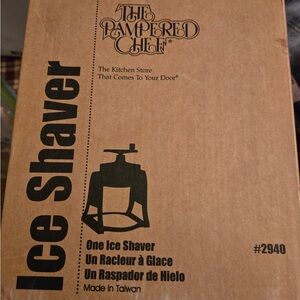 THE
PAMPERED
CHEF®
The Kitchen Store
That Comes To Your Door®
Ice Shaver
One Ice Shaver
Un Racleur à Glace
Un Raspador de Hielo
Made in Taiwan
#2940